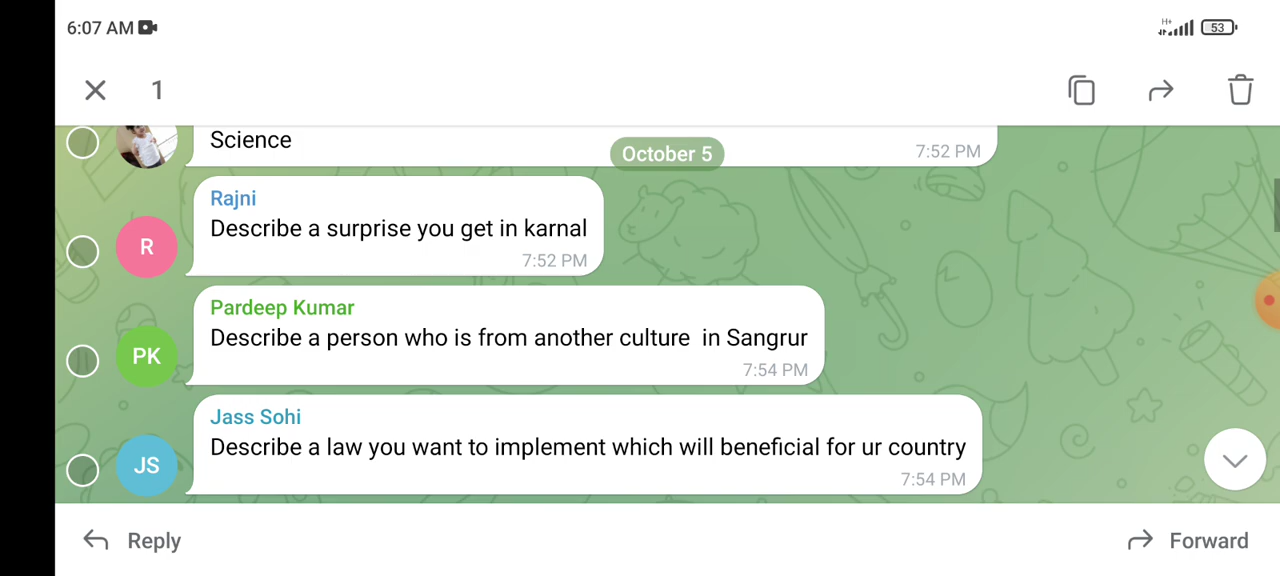 6:07 AM
H+
53
1
Science
7:52 PM
October 5
Rajni
R
Describe a surprise you get in karnal
7:52 PM
Pardeep Kumar
PK
Describe a person who is from another culture  in Sangrur
7:54 PM
Jass Sohi
JS
Describe a law you want to implement which will beneficial for ur country
7:54 PM
Reply
Forward